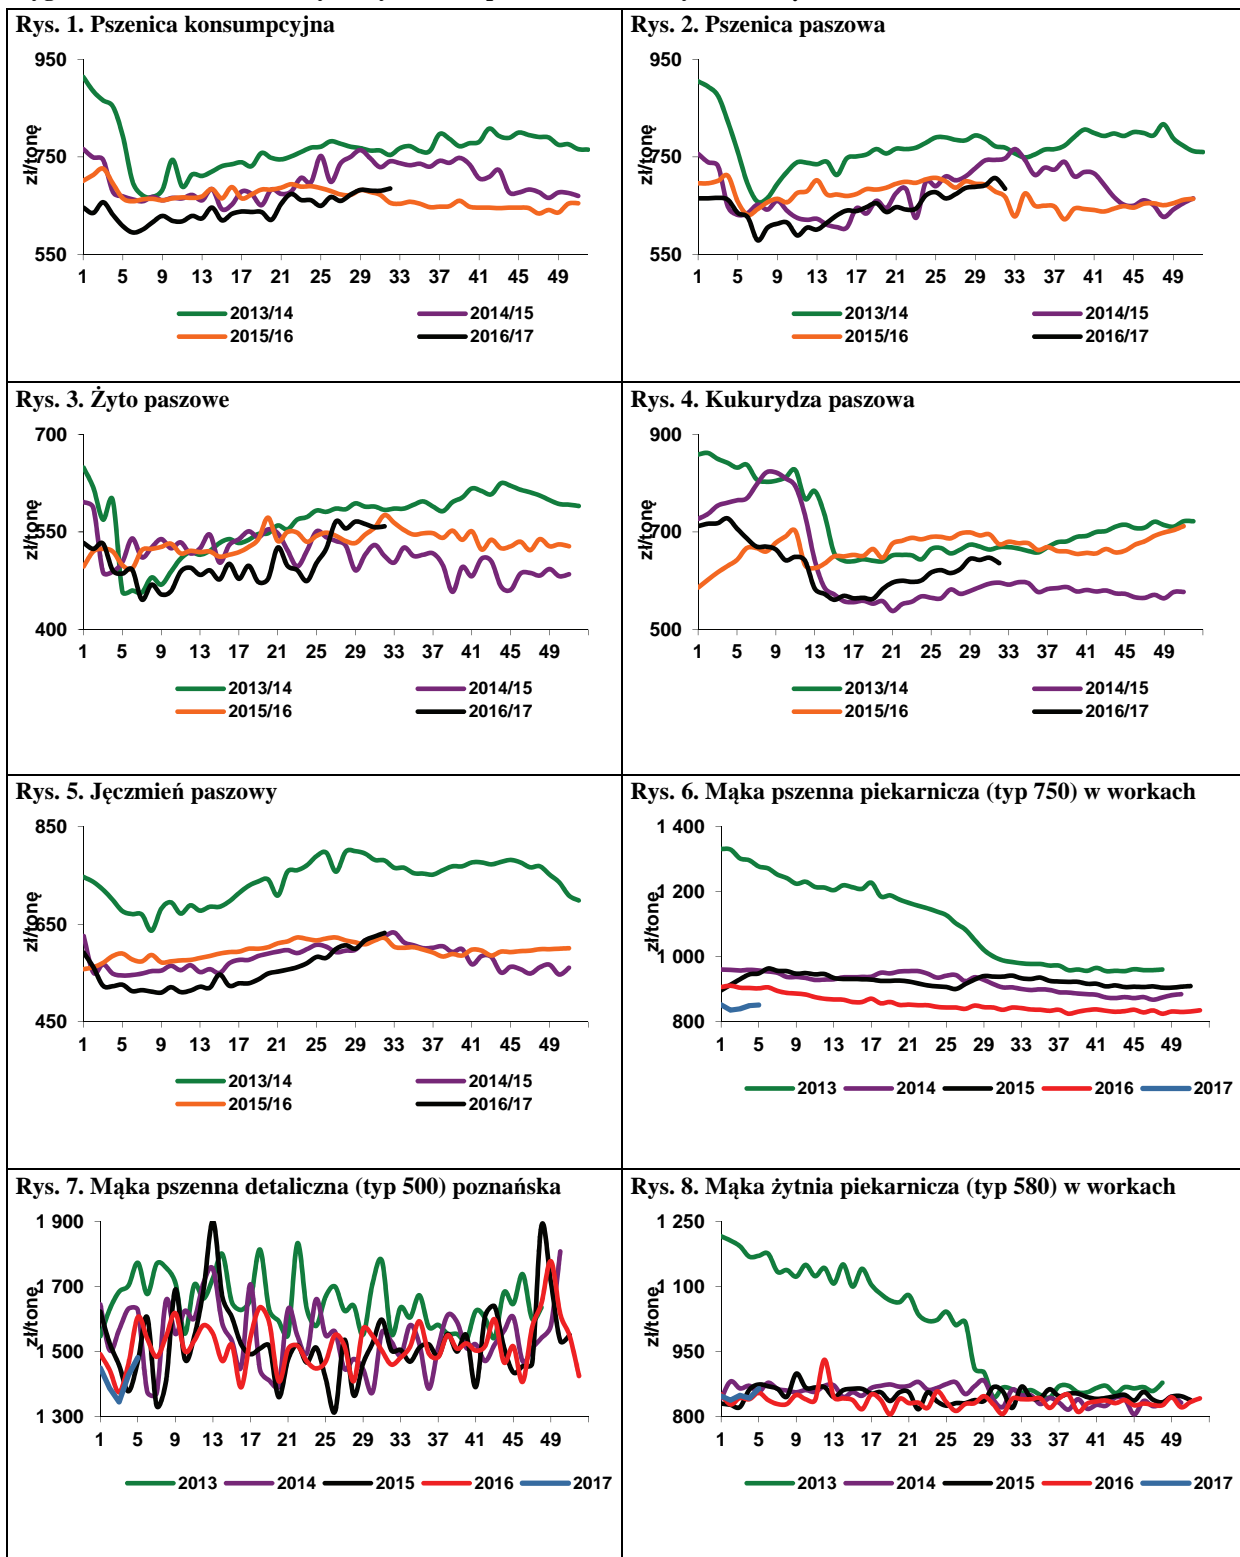 Rys. 1. Pszenica konsumpcyjna
950
750
550
zł/tonę
1 5 9 13 17 21 25 29 33 37 41 45 49
2013/14 2014/15
2015/16 2016/17
Rys. 2. Pszenica paszowa
950
750
550
zł/tonę
1 5 9 13 17 21 25 29 33 37 41 45 49
2013/14 2014/15
2015/16 2016/17
Rys. 3. Żyto paszowe
700
550
400
zł/tonę
1 5 9 13 17 21 25 29 33 37 41 45 49
2013/14 2014/15
2015/16 2016/17
Rys. 4. Kukurydza paszowa
900
700
500
zł/tonę
1 5 9 13 17 21 25 29 33 37 41 45 49
2013/14 2014/15
2015/16 2016/17
Rys. 5. Jęczmień paszowy
850
650
450
zł/tonę
1 5 9 13 17 21 25 29 33 37 41 45 49
2013/14 2014/15
2015/16 2016/17
Rys. 6. Mąka pszenna piekarnicza (typ 750) w workach
1 400
1 200
1 000
800
zł/tonę
1 5 9 13 17 21 25 29 33 37 41 45 49
2013 2014 2015 2016 2017
Rys. 7. Mąka pszenna detaliczna (typ 500) poznańska
1 900
1 700
1 500
1 300
zł/tonę
1 5 9 13 17 21 25 29 33 37 41 45 49
2013 2014 2015 2016 2017
Rys. 8. Mąka żytnia piekarnicza (typ 580) w workach
1 250
1 100
950
800
zł/tonę
1 5 9 13 17 21 25 29 33 37 41 45 49
2013 2014 2015 2016 2017